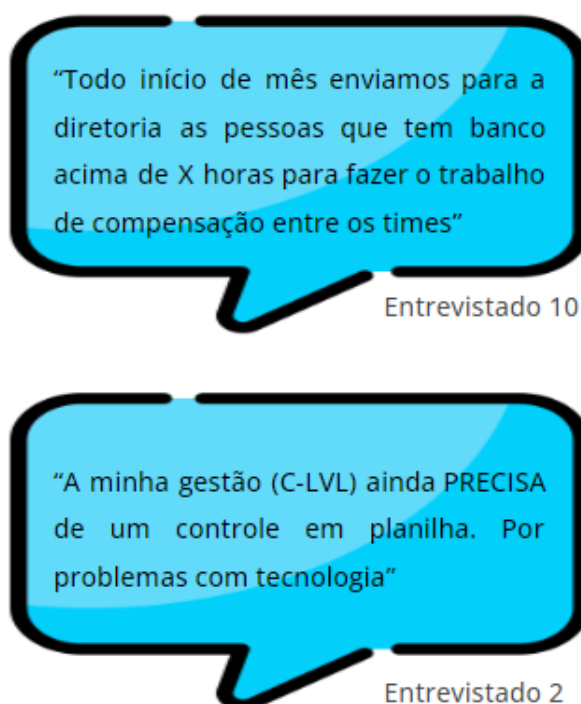 “Todo início de mês enviamos para a
diretoria as pessoas que tem banco
acima de X horas para fazer o trabalho
de compensação entre os times”
Entrevistado 10
“A minha gestão (C-LVL) ainda PRECISA
de um controle em planilha. Por
problemas com tecnologia”
Entrevistado 2